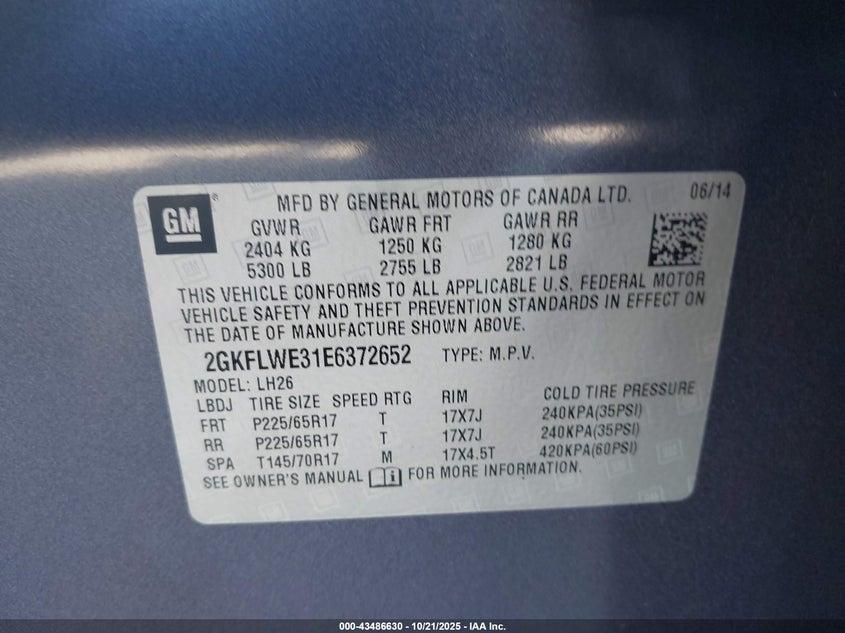 GM ® MFD BY GENERAL MOTORS OF CANADA LTD. 06/14
GVWR GAWR FRT GAWR RR
2404 KG 1250 KG 1280 KG
5300 LB 2755 LB 2821 LB
THIS VEHICLE CONFORMS TO ALL APPLICABLE U.S. FEDERAL MOTOR
VEHICLE SAFETY AND THEFT PREVENTION STANDARDS IN EFFECT ON
THE DATE OF MANUFACTURE SHOWN ABOVE.
2GKFLWE31E6372652 TYPE: M.P.V.
MODEL: LH26
LBDJ TIRE SIZE SPEED RTG RIM COLD TIRE PRESSURE
FRT P225/65R17 T 17X7J 240KPA(35PSI)
RR P225/65R17 T 17X7J 240KPA(35PSI)
SPA T145/70R17 M 17X4.5T 420KPA(60PSI)
SEE OWNER'S MANUAL FOR MORE INFORMATION.
000-43486630 - 10/21/2025 - IAA Inc.